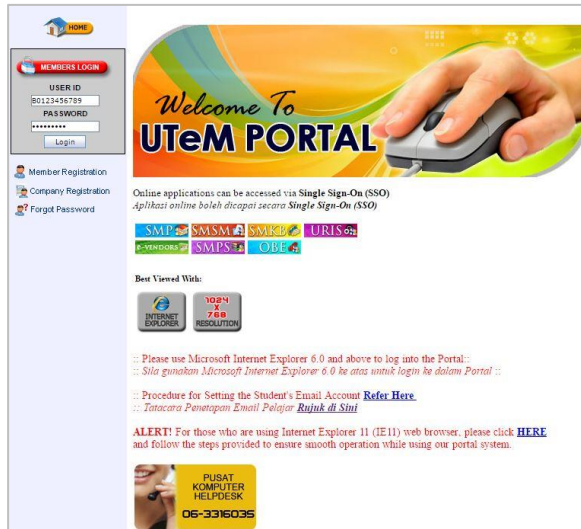 HOME
MEMBERS LOGIN
USER ID
B0123456789
PASSWORD
•••••••••
Login
Member Registration
Company Registration
Forgot Password
Welcome To
UTeM PORTAL
Online applications can be accessed via Single Sign-On (SSO)
Aplikasi online boleh dicapai secara Single Sign-On (SSO)
SMP SMSM SMKB URIS
e-VENDORS SMPS OBE
Best Viewed With:
INTERNET
EXPLORER
1024
X
768
RESOLUTION
:: Please use Microsoft Internet Explorer 6.0 and above to log into the Portal::
:: Sila gunakan Microsoft Internet Explorer 6.0 ke atas untuk login ke dalam Portal ::
:: Procedure for Setting the Student's Email Account Refer Here
:: Tatacara Penetapan Email Pelajar Rujuk di Sini
ALERT! For those who are using Internet Explorer 11 (IE11) web browser, please click HERE
and follow the steps provided to ensure smooth operation while using our portal system.
PUSAT
KOMPUTER
HELPDESK
06-3316035